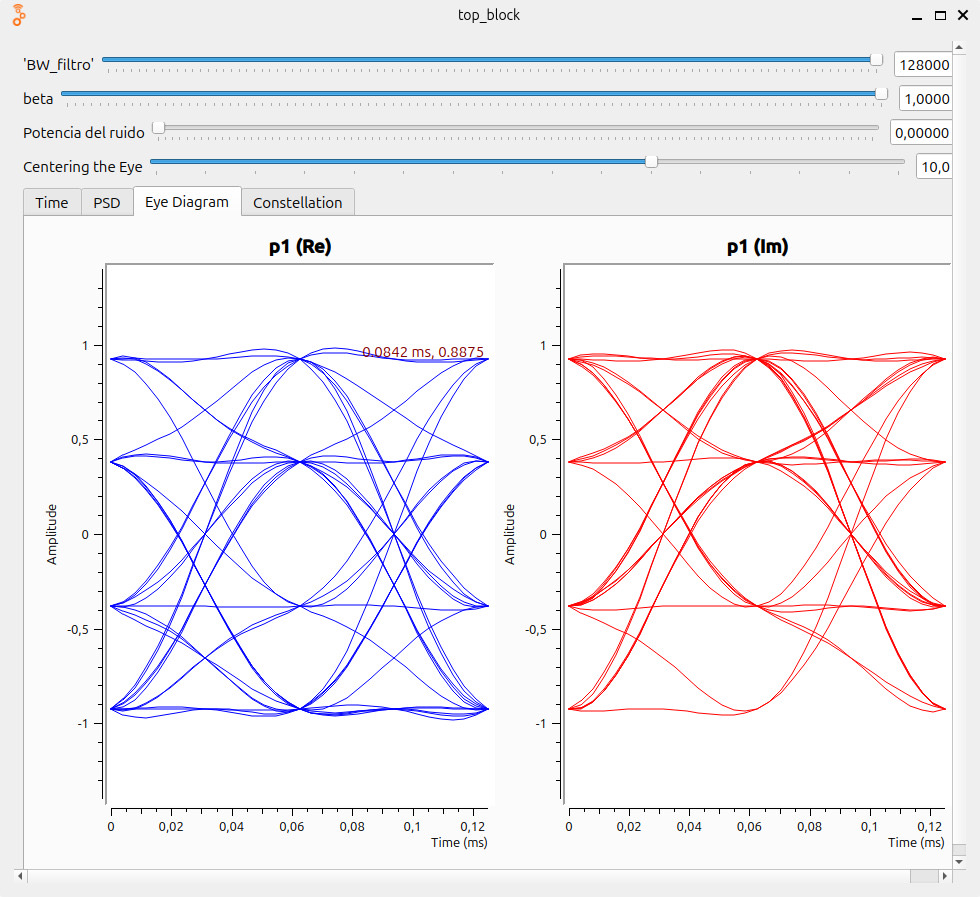 top_block
'BW_filtro' 128000
beta 1,0000
Potencia del ruido 0,00000
Centering the Eye 10,0
Time PSD Eye Diagram Constellation
p1 (Re)
0.0842 ms, 0.8875
1
0,5
0
-0,5
-1
Amplitude
0 0,02 0,04 0,06 0,08 0,1 0,12
Time (ms)
p1 (Im)
1
0,5
0
-0,5
-1
Amplitude
0 0,02 0,04 0,06 0,08 0,1 0,12
Time (ms)